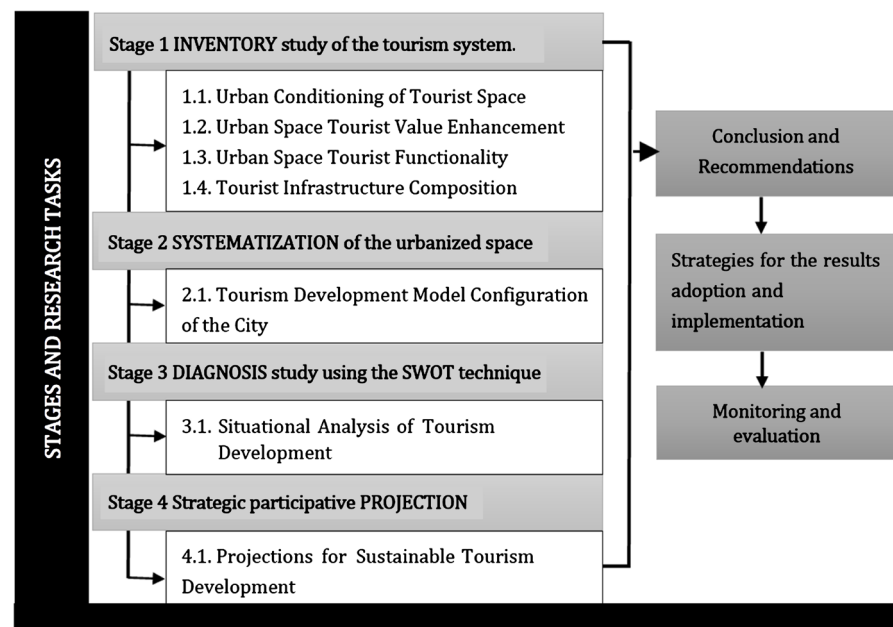 STAGES AND RESEARCH TASKS
Stage 1 INVENTORY study of the tourism system.
1.1. Urban Conditioning of Tourist Space
1.2. Urban Space Tourist Value Enhancement
1.3. Urban Space Tourist Functionality
1.4. Tourist Infrastructure Composition
Stage 2 SYSTEMATIZATION of the urbanized space
2.1. Tourism Development Model Configuration
of the City
Stage 3 DIAGNOSIS study using the SWOT technique
3.1. Situational Analysis of Tourism
Development
Stage 4 Strategic participative PROJECTION
4.1. Projections for Sustainable Tourism
Development
Conclusion and
Recommendations
Strategies for the results
adoption and
implementation
Monitoring and
evaluation